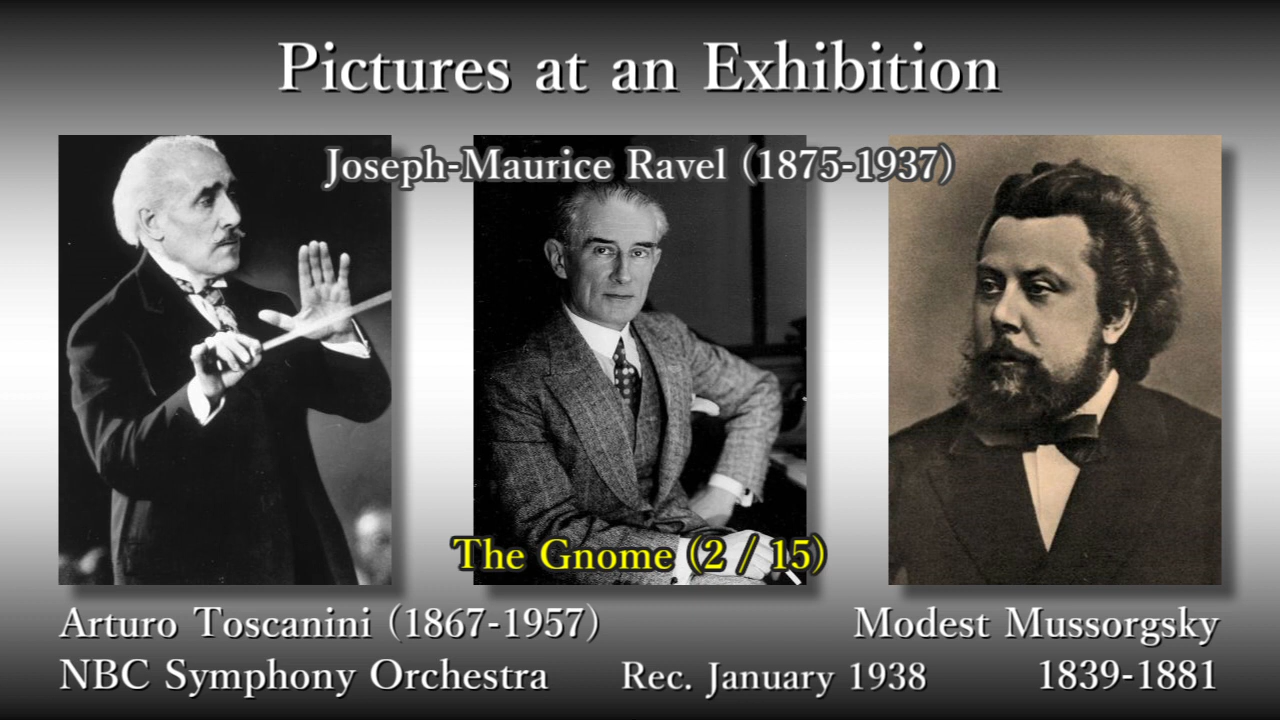 Pictures at an Exhibition
Joseph-Maurice Ravel (1875-1937)
The Gnome (2 / 15)
Arturo Toscanini (1867-1957)
Modest Mussorgsky
NBC Symphony Orchestra
Rec. January 1938
1839-1881